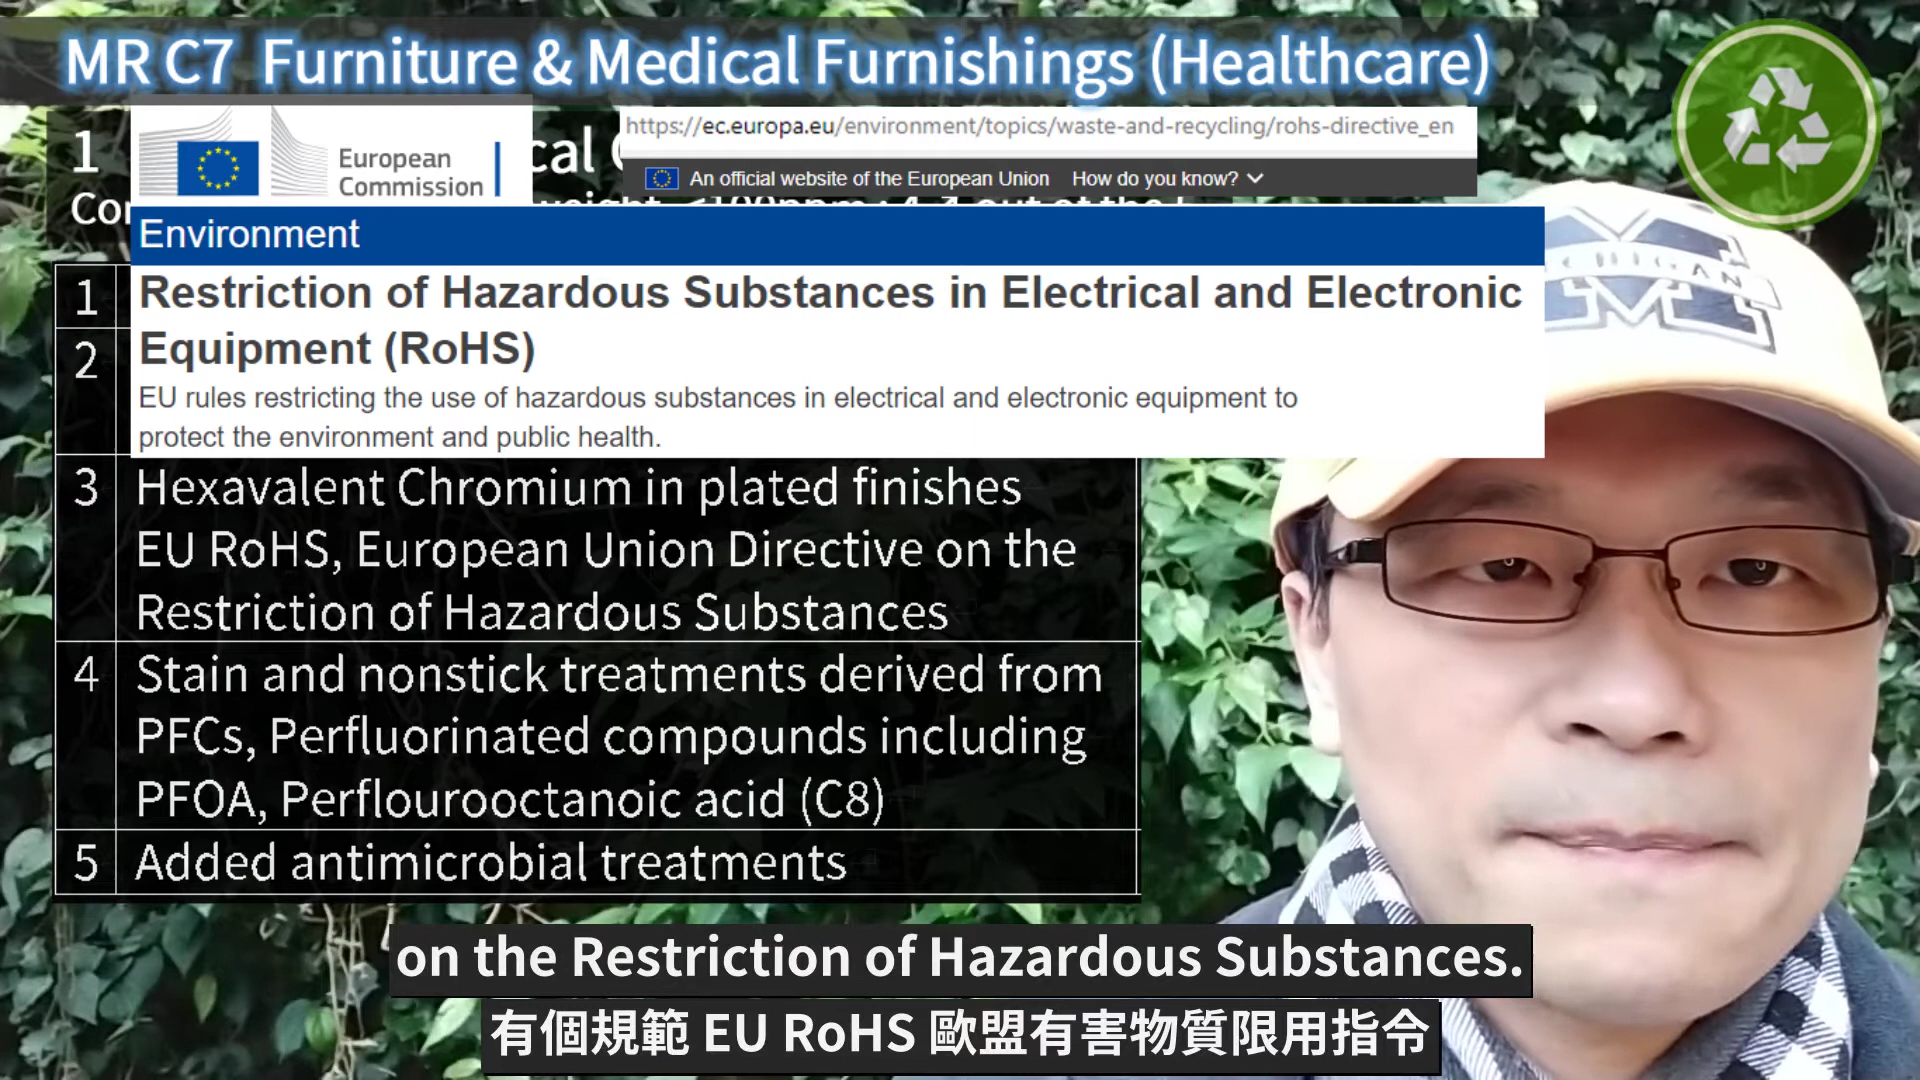 MR C7 Furniture & Medical Furnishings (Healthcare)
1
cal
European
Commission
https://ec.europa.eu/environment/topics/waste-and-recycling/rohs-directive_en
An official website of the European Union How do you know?
weight, <100ppm : 4
Environment
1
Restriction of Hazardous Substances in Electrical and Electronic
Equipment (RoHS)
2
EU rules restricting the use of hazardous substances in electrical and electronic equipment to
protect the environment and public health.
MICHIGAN
3 Hexavalent Chromium in plated finishes
EU RoHS, European Union Directive on the
Restriction of Hazardous Substances
4 Stain and nonstick treatments derived from
PFCs, Perfluorinated compounds including
PFOA, Perflourooctanoic acid (C8)
5 Added antimicrobial treatments
on the Restriction of Hazardous Substances.
有個規範 EU RoHS 歐盟有害物質限用指令